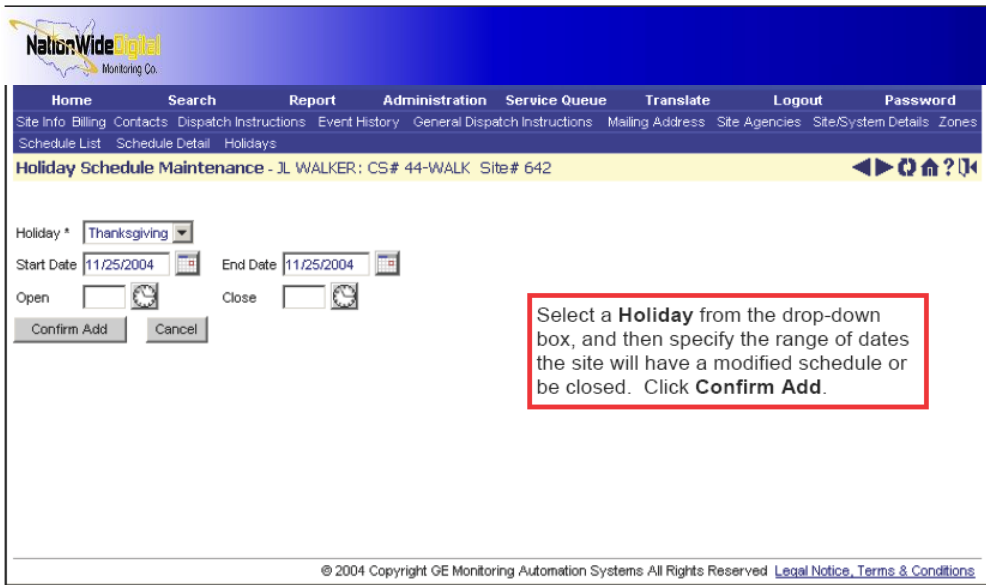 NationWideDigital
Monitoring Co.
Home Search Report Administration Service Queue Translate Logout Password
Site Info Billing Contacts Dispatch Instructions Event History General Dispatch Instructions Mailing Address Site Agencies Site/System Details Zones
Schedule List Schedule Detail Holidays
Holiday Schedule Maintenance - JL WALKER: CS# 44-WALK Site# 642
?
Holiday * Thanksgiving
Start Date 11/25/2004 End Date 11/25/2004
Open Close
Confirm Add Cancel
Select a Holiday from the drop-down
box, and then specify the range of dates
the site will have a modified schedule or
be closed. Click Confirm Add.
© 2004 Copyright GE Monitoring Automation Systems All Rights Reserved Legal Notice, Terms & Conditions